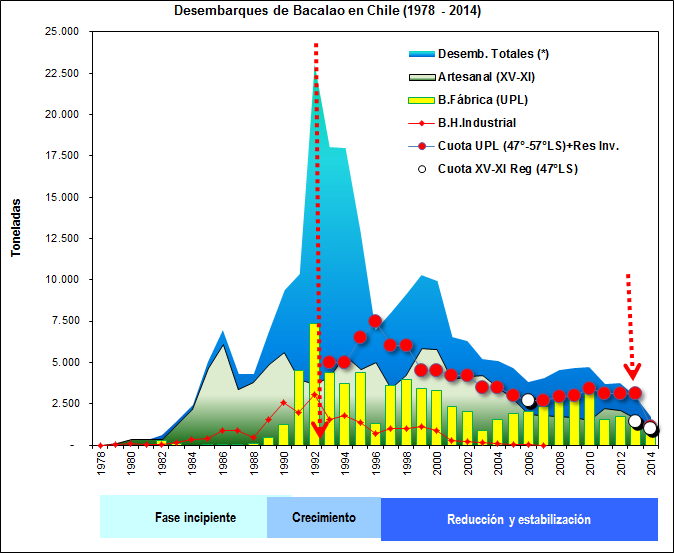 Desembarques de Bacalao en Chile (1978 - 2014)
Toneladas
25.000
22.500
20.000
17.500
15.000
12.500
10.000
7.500
5.000
2.500
-
Desemb. Totales (*)
Artesanal (XV-XI)
B.Fábrica (UPL)
B.H.Industrial
Cuota UPL (47°-57°LS)+Res Inv.
Cuota XV-XI Reg (47°LS)
1978
1980
1982
1984
1986
1988
1990
1992
1994
1996
1998
2000
2002
2004
2006
2008
2010
2012
2014
Fase incipiente
Crecimiento
Reducción y estabilización